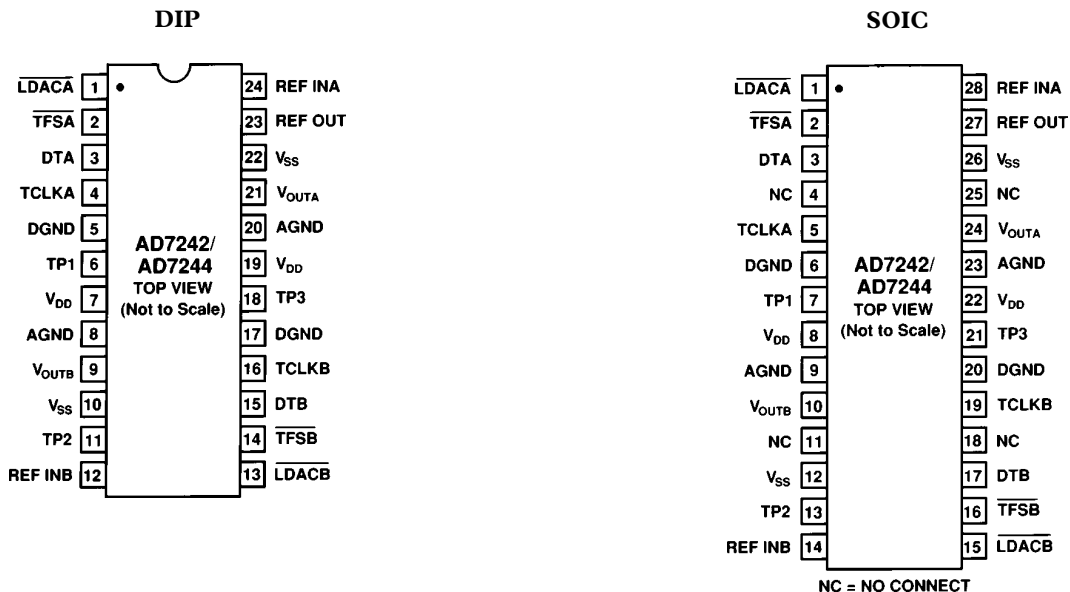 DIP
LDACA 1
TFSA 2
DTA 3
TCLKA 4
DGND 5
TP1 6
VDD 7
AGND 8
VOUTB 9
VSS 10
TP2 11
REF INB 12
AD7242/
AD7244
TOP VIEW
(Not to Scale)
24 REF INA
23 REF OUT
22 VSS
21 VOUTA
20 AGND
19 VDD
18 TP3
17 DGND
16 TCLKB
15 DTB
14 TFSB
13 LDACB
SOIC
LDACA 1
TFSA 2
DTA 3
NC 4
TCLKA 5
DGND 6
TP1 7
VDD 8
AGND 9
VOUTB 10
NC 11
VSS 12
TP2 13
REF INB 14
AD7242/
AD7244
TOP VIEW
(Not to Scale)
28 REF INA
27 REF OUT
26 VSS
25 NC
24 VOUTA
23 AGND
22 VDD
21 TP3
20 DGND
19 TCLKB
18 NC
17 DTB
16 TFSB
15 LDACB
NC = NO CONNECT